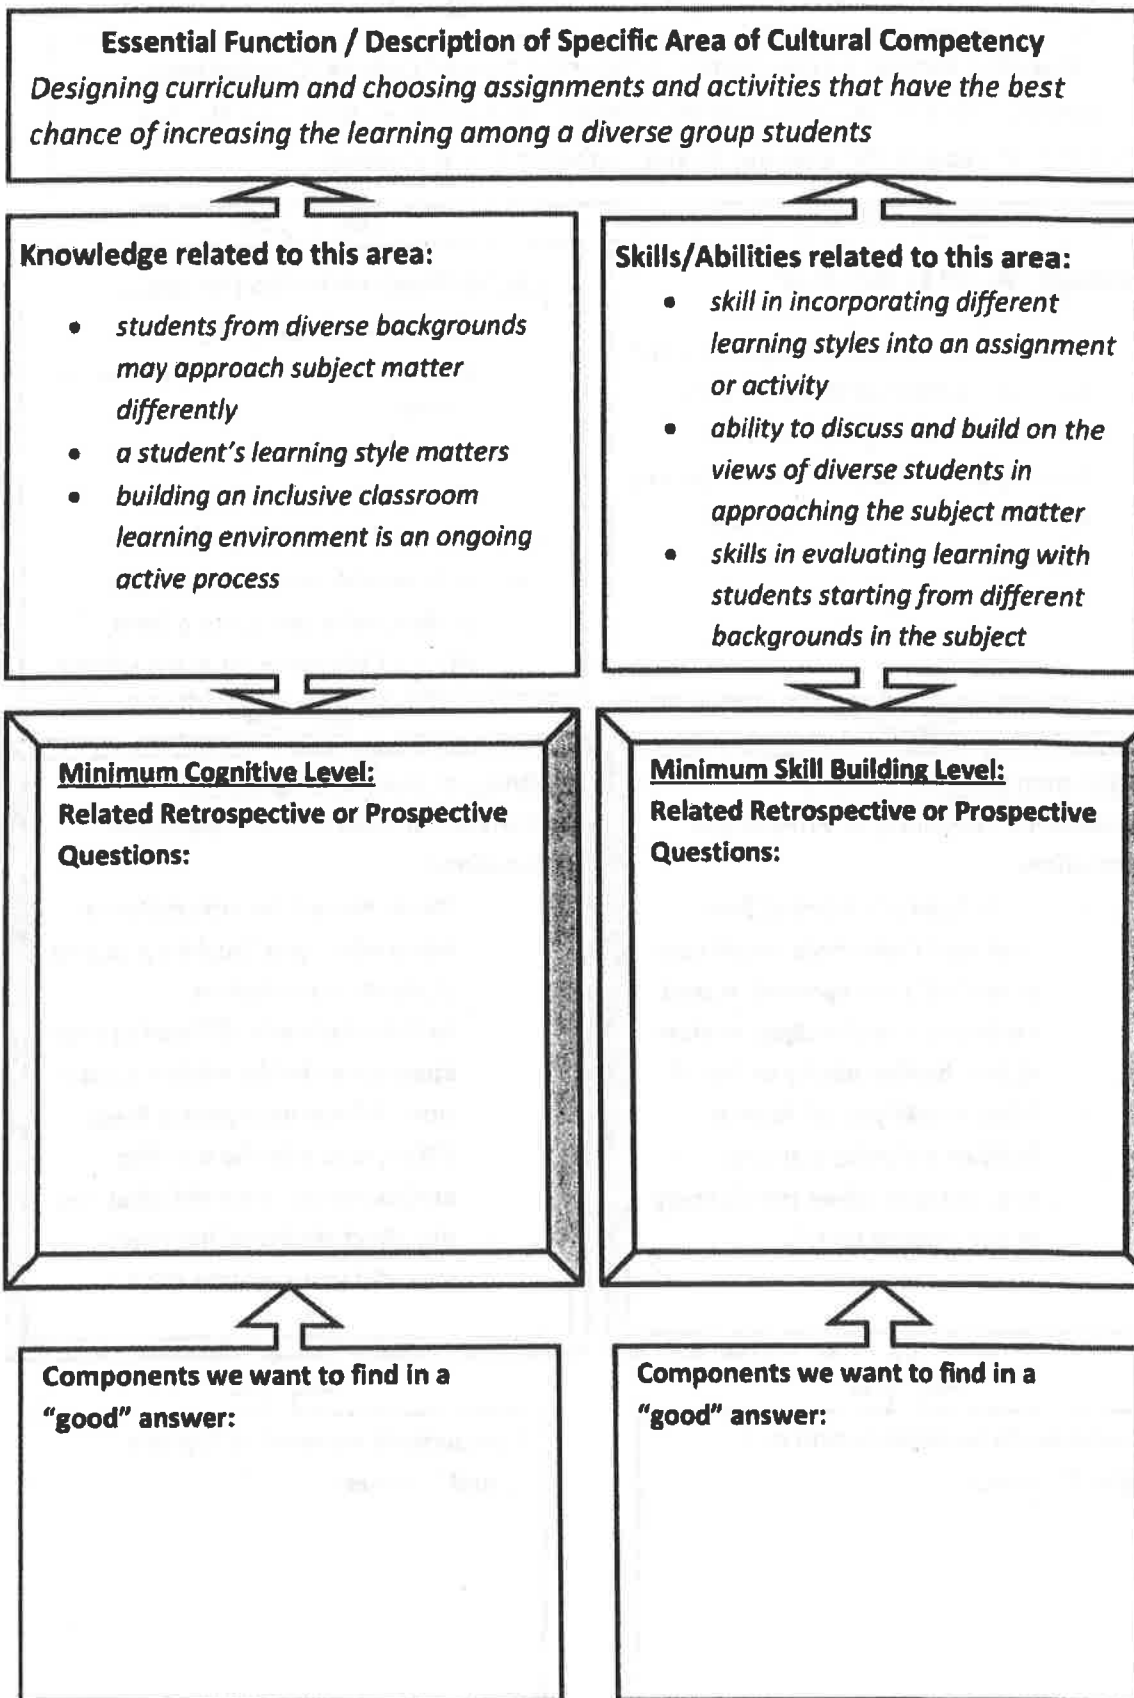 Essential Function / Description of Specific Area of Cultural Competency
Designing curriculum and choosing assignments and activities that have the best
chance of increasing the learning among a diverse group students
Knowledge related to this area:
• students from diverse backgrounds
may approach subject matter
differently
• a student's learning style matters
• building an inclusive classroom
learning environment is an ongoing
active process
Skills/Abilities related to this area:
• skill in incorporating different
learning styles into an assignment
or activity
• ability to discuss and build on the
views of diverse students in
approaching the subject matter
• skills in evaluating learning with
students starting from different
backgrounds in the subject
Minimum Cognitive Level:
Related Retrospective or Prospective
Questions:
Minimum Skill Building Level:
Related Retrospective or Prospective
Questions:
Components we want to find in a
“good” answer:
Components we want to find in a
“good” answer: